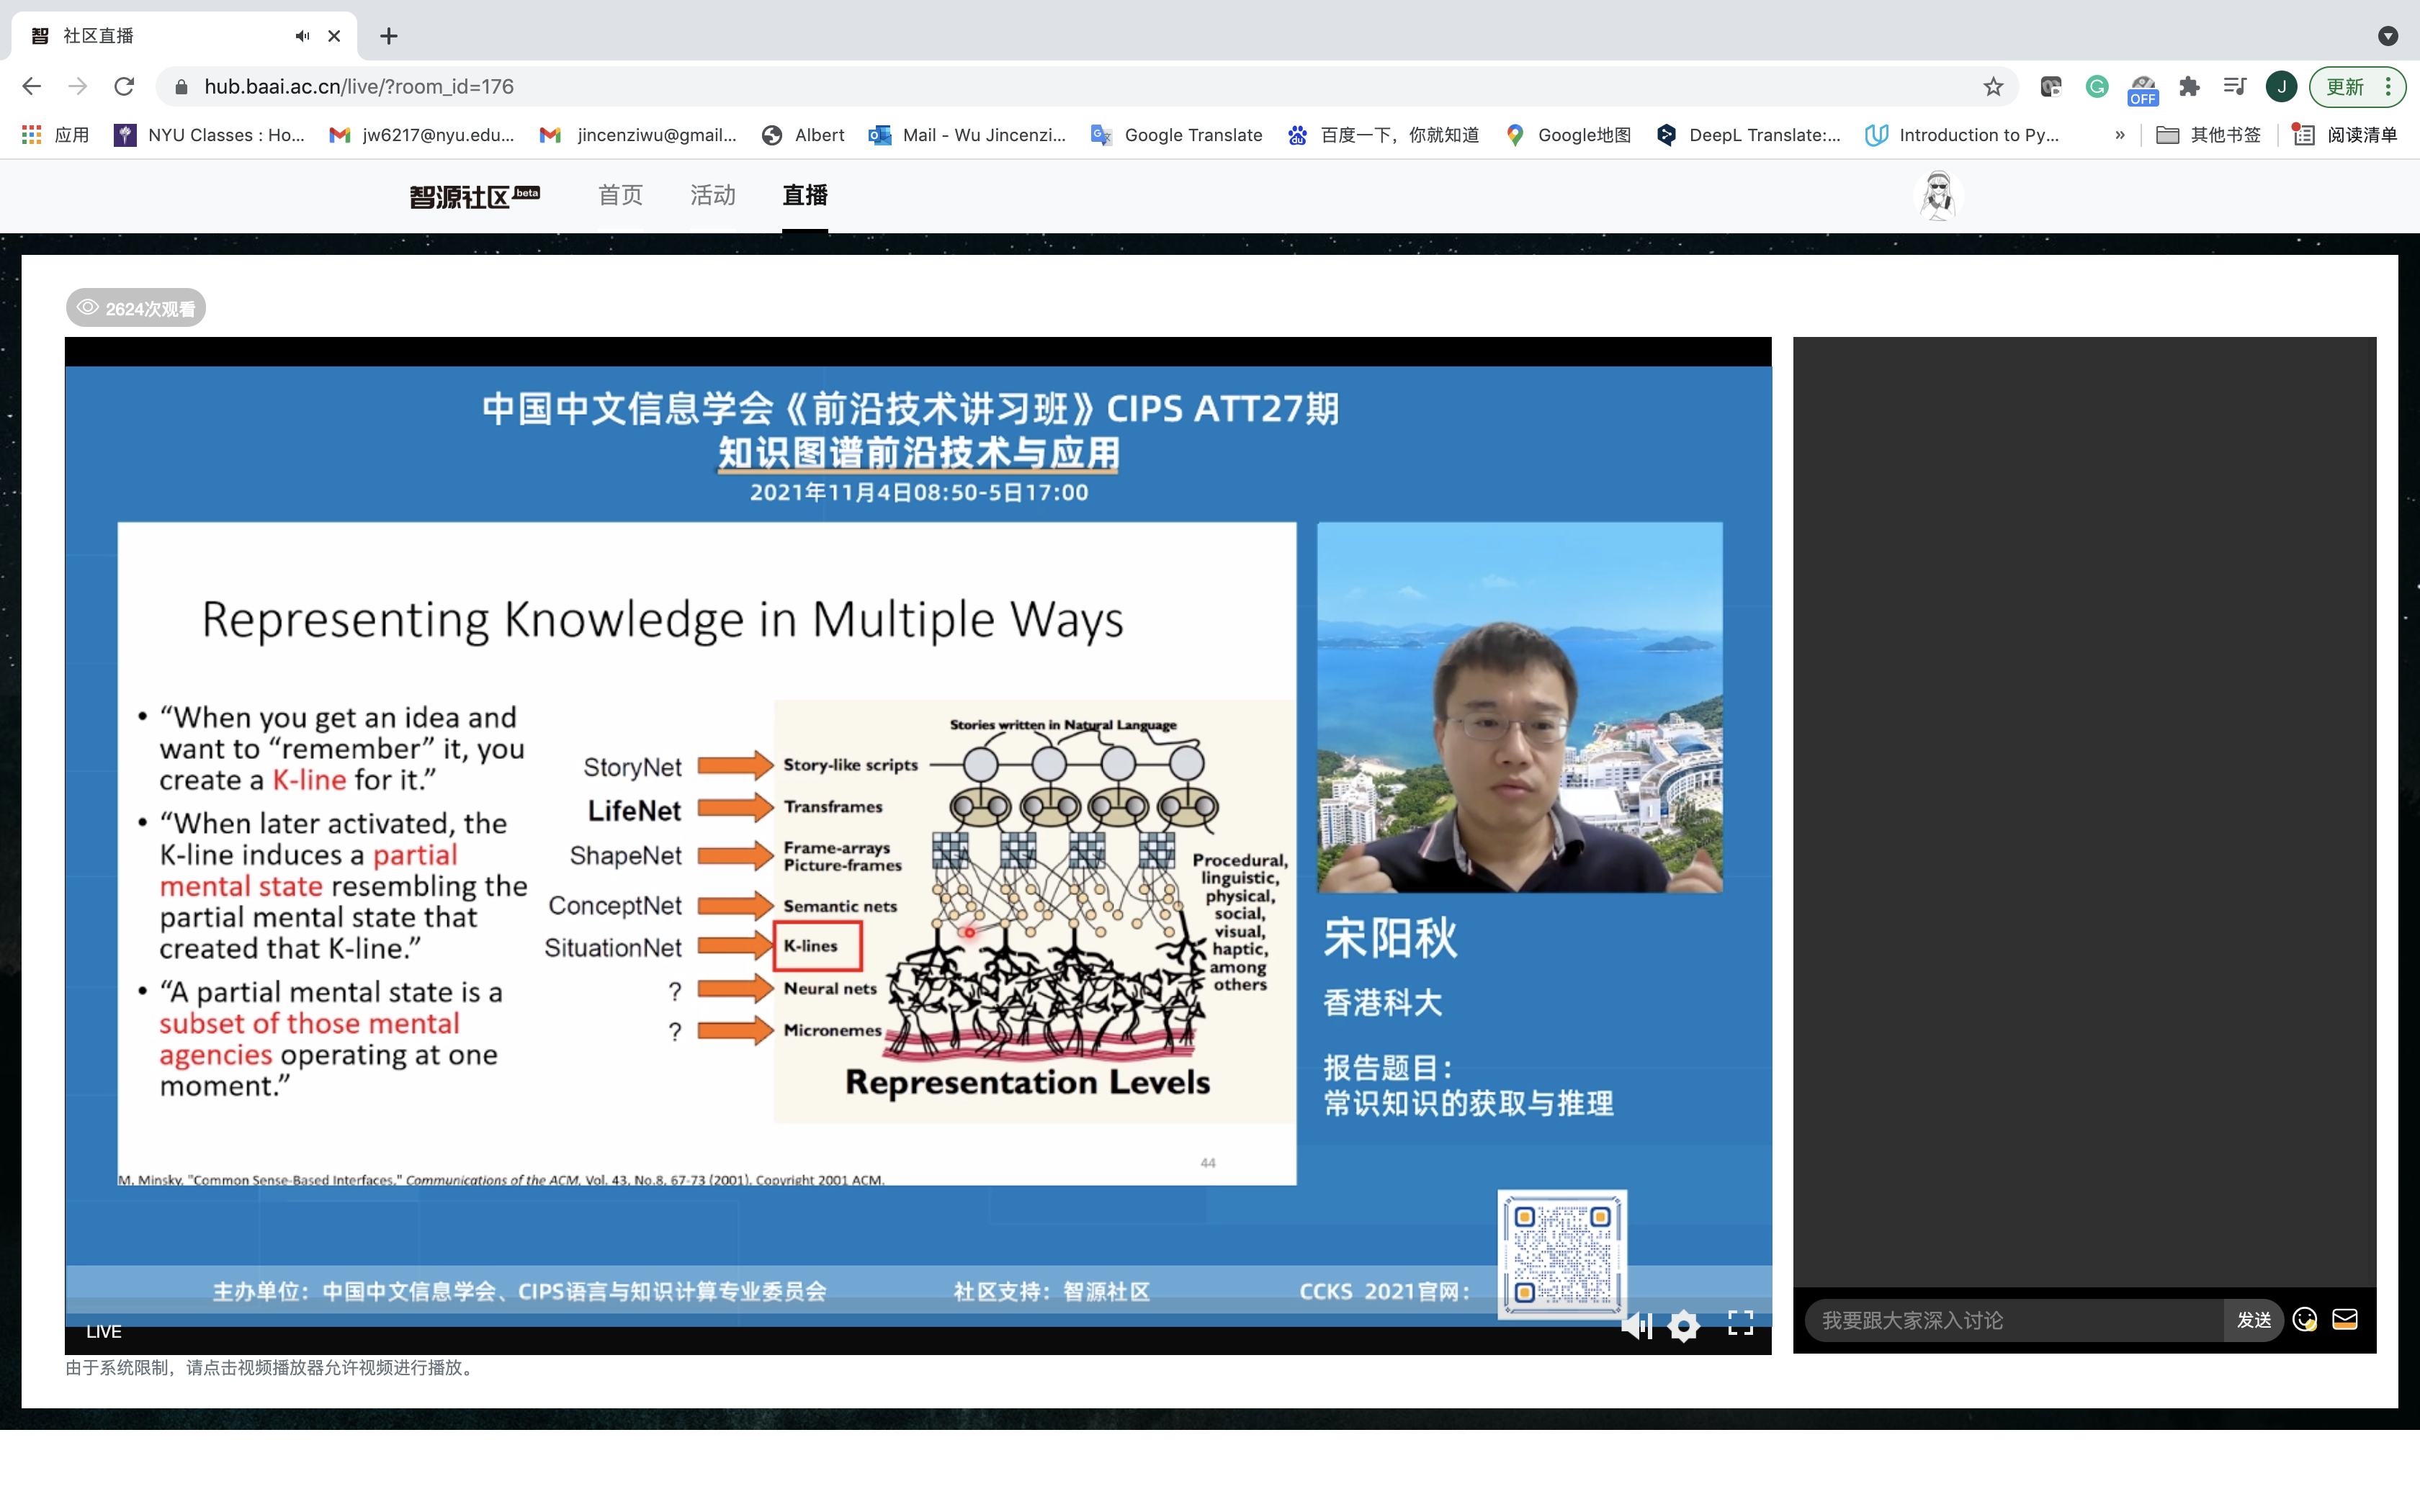 社区直播
hub.baai.ac.cn/live/?room_id=176
OFF
J
更新
应用
NYU Classes : Ho...
jw6217@nyu.edu...
jincenziwu@gmail...
Albert
Mail - Wu Jincenzi...
Google Translate
百度一下，你就知道
Google地图
DeepL Translate:...
Introduction to Py...
»
其他书签
阅读清单
智源社区 beta
首页
活动
直播
2624次观看
中国中文信息学会《前沿技术讲习班》CIPS ATT27期
知识图谱前沿技术与应用
2021年11月4日08:50-5日17:00
Representing Knowledge in Multiple Ways
• “When you get an idea and
want to “remember” it, you
create a K-line for it.”
• “When later activated, the
K-line induces a partial
mental state resembling the
partial mental state that
created that K-line.”
• “A partial mental state is a
subset of those mental
agencies operating at one
moment.”
StoryNet
LifeNet
ShapeNet
ConceptNet
SituationNet
?
?
Stories written in Natural Language
Story-like scripts
Transframes
Frame-arrays
Picture-frames
Semantic nets
K-lines
Neural nets
Micronemes
Procedural,
linguistic,
physical,
social,
visual,
haptic,
among
others
Representation Levels
44
M. Minsky. "Common Sense-Based Interfaces," Communications of the ACM, Vol. 43, No.8, 67-73 (2001). Copyright 2001 ACM.
宋阳秋
香港科大
报告题目：
常识知识的获取与推理
主办单位：中国中文信息学会、CIPS语言与知识计算专业委员会
社区支持：智源社区
CCKS 2021官网：
LIVE
由于系统限制，请点击视频播放器允许视频进行播放。
我要跟大家深入讨论
发送